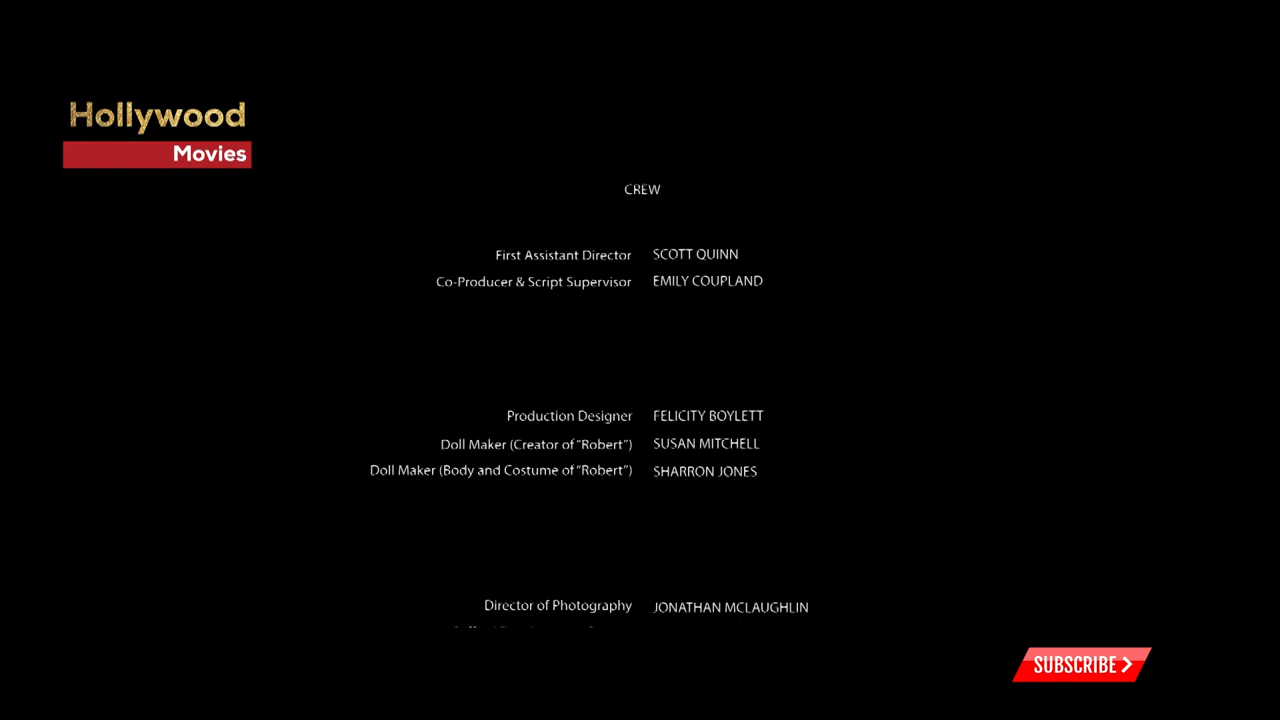 Hollywood
Movies
CREW
First Assistant Director SCOTT QUINN
Co-Producer & Script Supervisor EMILY COUPLAND
Production Designer FELICITY BOYLETT
Doll Maker (Creator of "Robert") SUSAN MITCHELL
Doll Maker (Body and Costume of "Robert") SHARRON JONES
Director of Photography JONATHAN MCLAUGHLIN
SUBSCRIBE